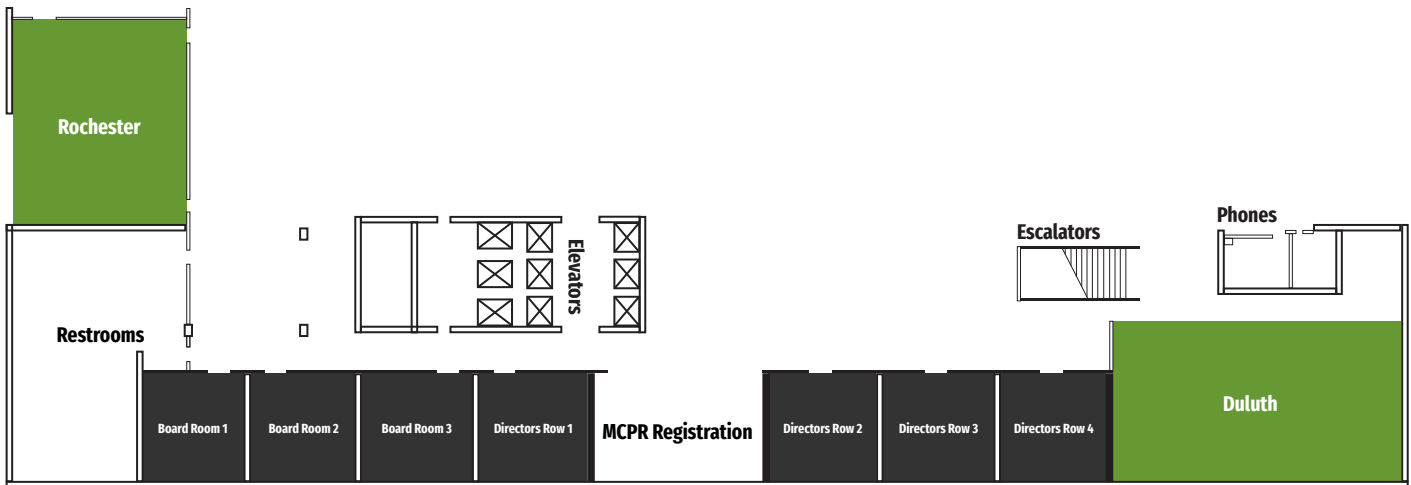 Rochester
Phones
Escalators
Elevators
Restrooms
Duluth
Board Room 1
Board Room 2
Board Room 3
Directors Row 1
MCPR Registration
Directors Row 2
Directors Row 3
Directors Row 4